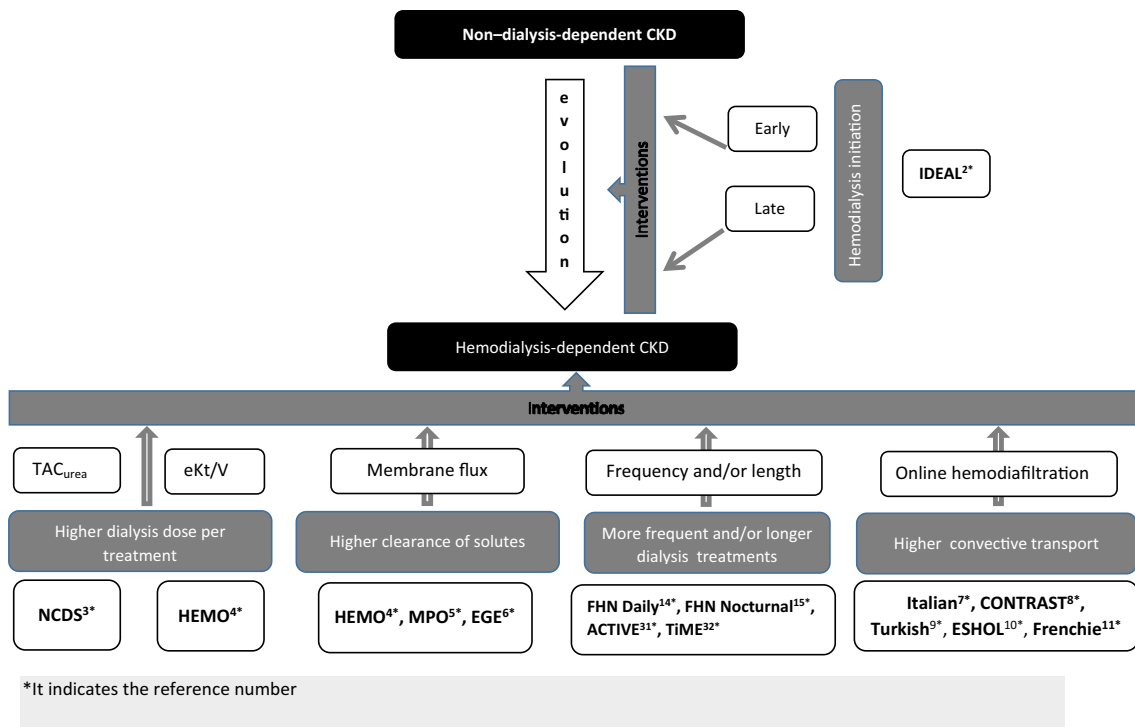 Non–dialysis-dependent CKD
evolution
Interventions
Early
Late
Hemodialysis initiation
IDEAL²*
Hemodialysis-dependent CKD
Interventions
TACurea
eKt/V
Membrane flux
Frequency and/or length
Online hemodiafiltration
Higher dialysis dose per
treatment
Higher clearance of solutes
More frequent and/or longer
dialysis treatments
Higher convective transport
NCDS³*
HEMO⁴*
HEMO⁴*, MPO⁵*, EGE⁶*
FHN Daily¹⁴*, FHN Nocturnal¹⁵*,
ACTIVE³¹*, TiME³²*
Italian⁷*, CONTRAST⁸*,
Turkish⁹*, ESHOL¹⁰*, Frenchie¹¹*
*It indicates the reference number